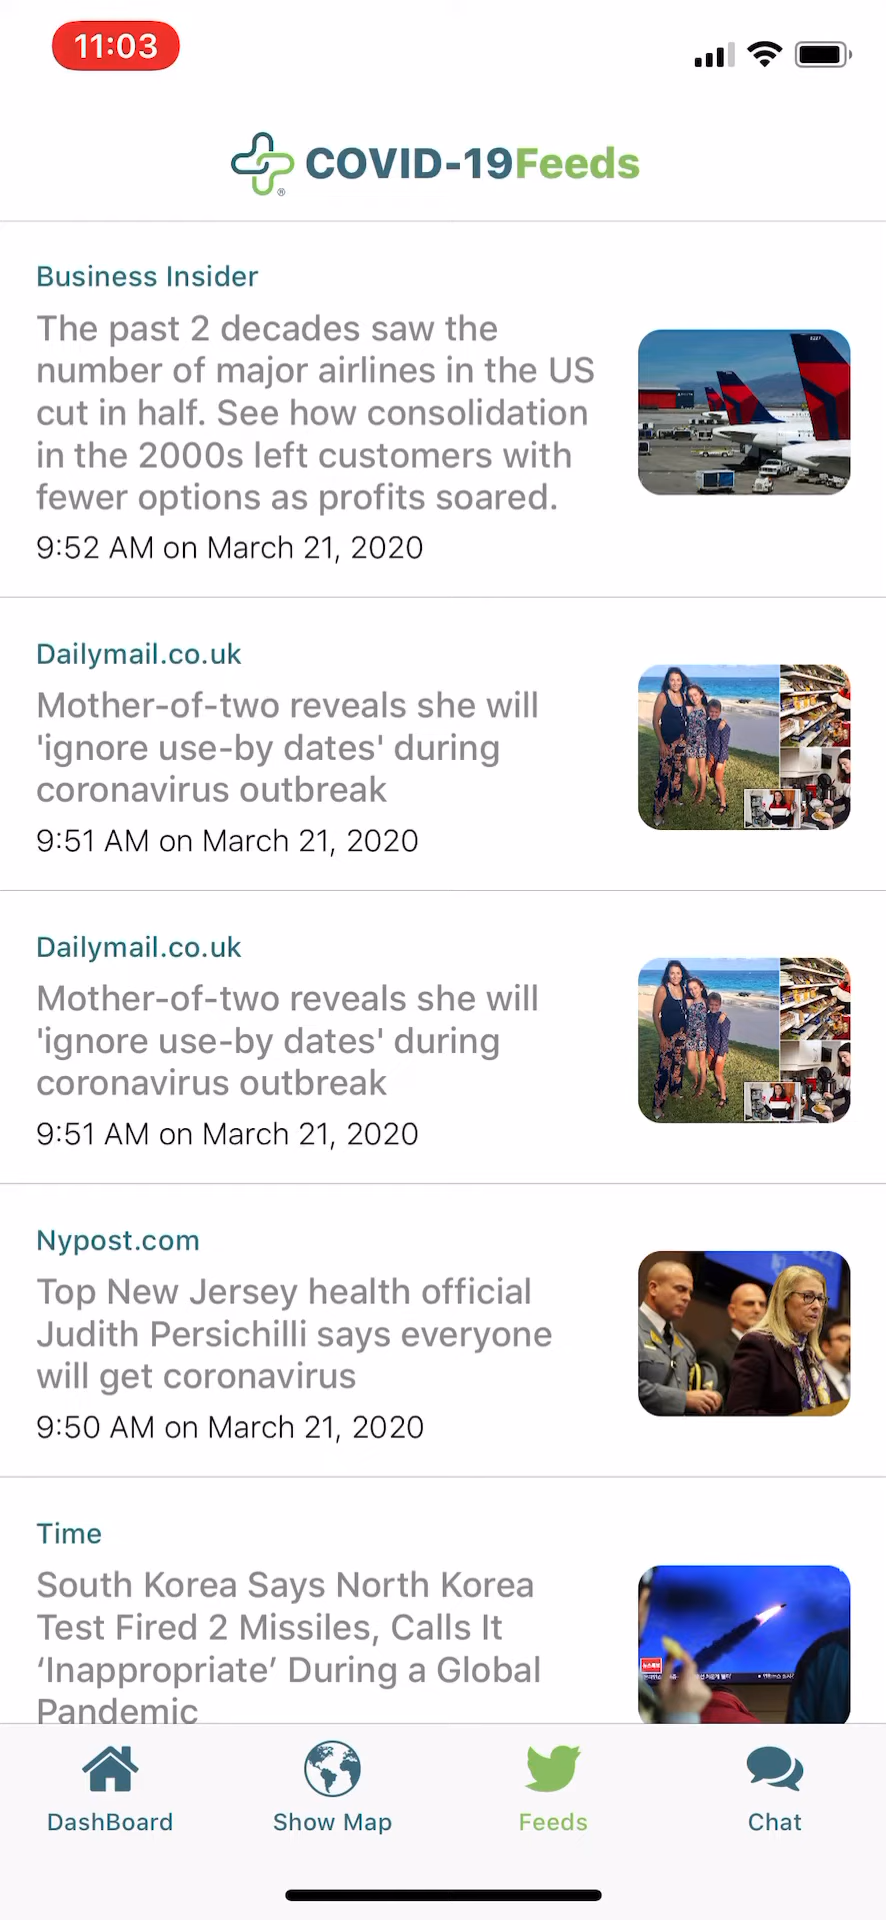 11:03
COVID-19Feeds
®
Business Insider
The past 2 decades saw the
number of major airlines in the US
cut in half. See how consolidation
in the 2000s left customers with
fewer options as profits soared.
9:52 AM on March 21, 2020
Dailymail.co.uk
Mother-of-two reveals she will
'ignore use-by dates' during
coronavirus outbreak
9:51 AM on March 21, 2020
Dailymail.co.uk
Mother-of-two reveals she will
'ignore use-by dates' during
coronavirus outbreak
9:51 AM on March 21, 2020
Nypost.com
Top New Jersey health official
Judith Persichilli says everyone
will get coronavirus
9:50 AM on March 21, 2020
Time
South Korea Says North Korea
Test Fired 2 Missiles, Calls It
‘Inappropriate’ During a Global
Pandemic
DashBoard
Show Map
Feeds
Chat